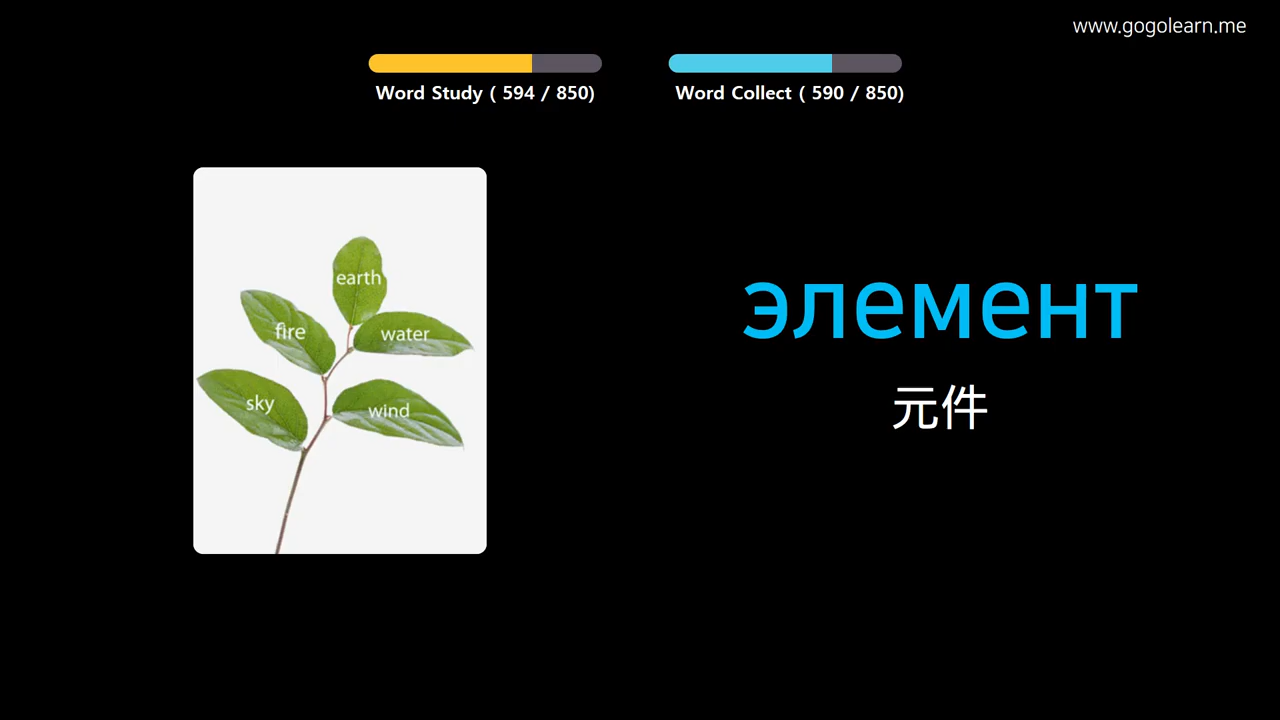 www.gogolearn.me
Word Study ( 594 / 850)
Word Collect ( 590 / 850)
earth
fire
water
sky
wind
элемент
元件